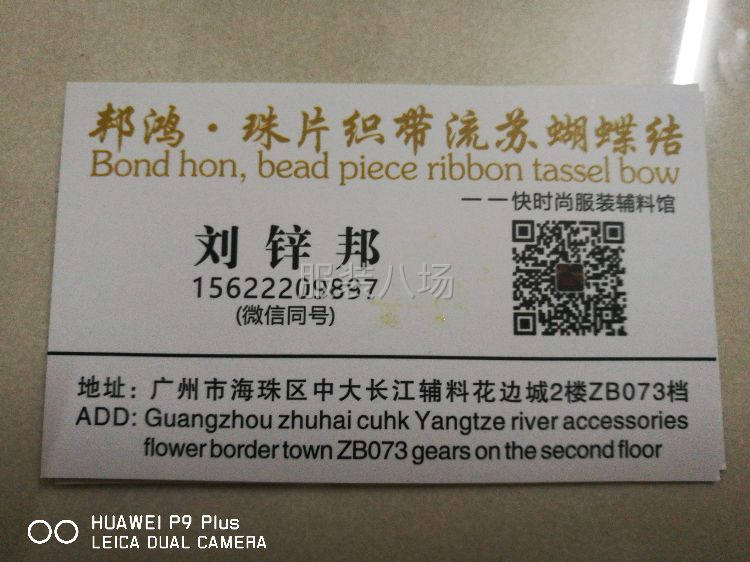 邦鸿·珠片织带流苏蝴蝶结
Bond hon, bead piece ribbon tassel bow
一一快时尚服装辅料馆
刘锌邦
15622209897
(微信同号)
服装八场
地址：广州市海珠区中大长江辅料花边城2楼ZB073档
ADD: Guangzhou zhuhai cuhk Yangtze river accessories
flower border town ZB073 gears on the second floor
HUAWEI P9 Plus
LEICA DUAL CAMERA